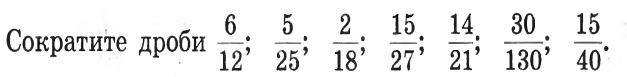 Сократите дроби 6/12; 5/25; 2/18; 15/27; 14/21; 30/130; 15/40.